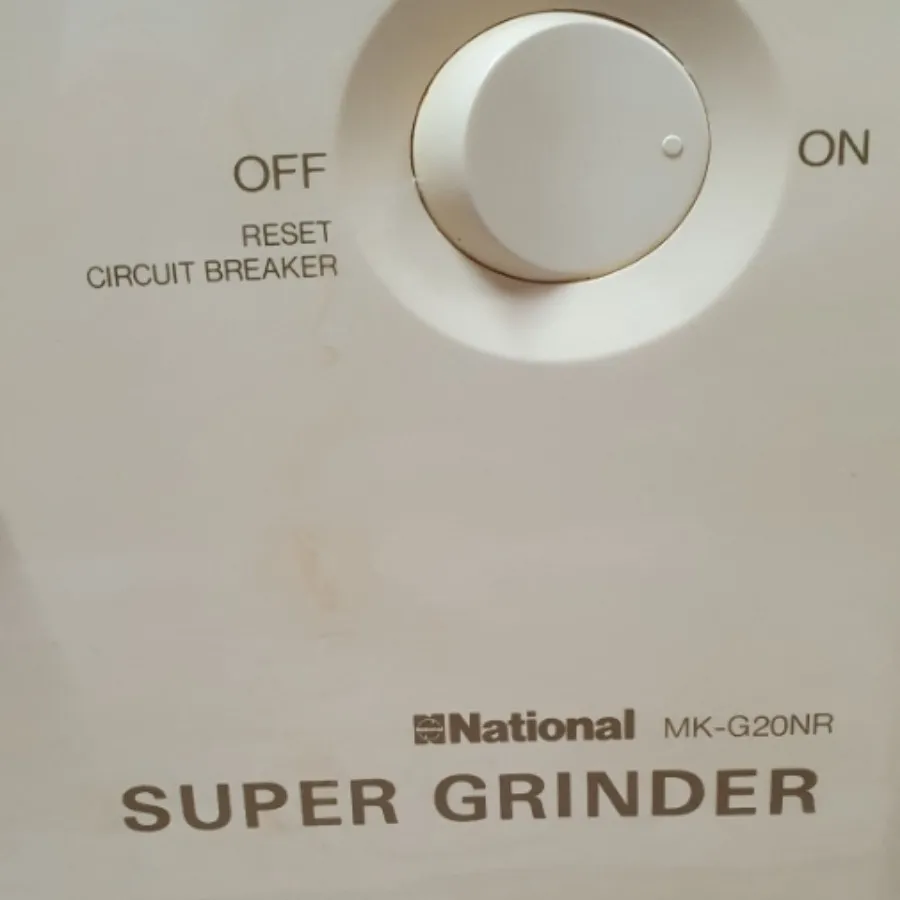 OFF
ON
RESET
CIRCUIT BREAKER
National MK-G20NR
SUPER GRINDER